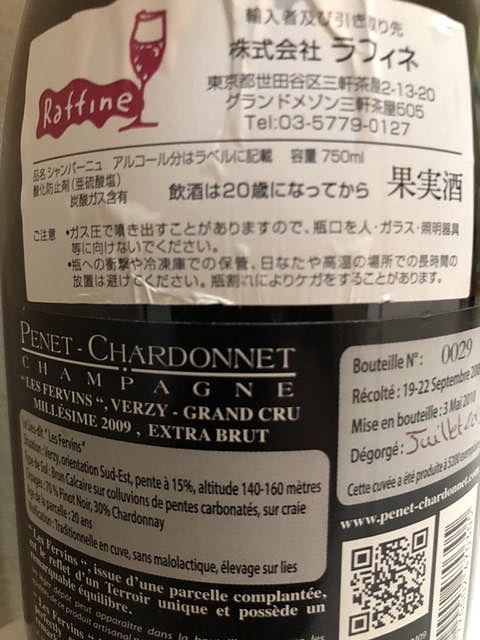 輸入者及び引き取り先
株式会社 ラフィネ
Raffine
東京都世田谷区三軒茶屋2-13-20
グランドメゾン三軒茶屋505
Tel:03-5779-0127
品名 シャンパーニュ アルコール分はラベルに記載 容量 750ml
酸化防止剤(亜硫酸塩)
炭酸ガス含有
飲酒は20歳になってから 果実酒
ご注意 •ガス圧で噴き出すことがありますので、瓶口を人・ガラス・照明器具
等に向けないでください。
•瓶への衝撃や冷凍庫での保管、日なたや高温の場所での長時間の
放置は避けてください。瓶割れによりケガをすることがあります。
PENET-CHARDONNET
CHAMPAGNE
"LES FERVINS", VERZY - GRAND CRU
MILLÉSIME 2009, EXTRA BRUT
Lieu-dit "Les Fervins"
Situation: Verzy, orientation Sud-Est, pente à 15%, altitude 140-160 mètres
de Sol: Brun Calcaire sur colluvions de pentes carbonatés, sur craie
70% Pinot Noir, 30% Chardonnay
de la parcelle: 20 ans
Vinification: Traditionnelle en cuve, sans malolactique, élevage sur lies
Bouteille N°: 0029
Récolté: 19-22 Septembre
Mise en bouteille: 3 Mai 2010
Dégorgé: Juillet
Cette cuvée a été produite à
www.penet-chardonnet
Fervins", issue d'une parcelle complantée,
reflet d'un Terroir unique et possède un
remarquable équilibre.
dépôt peut apparaître dans la
produit artisanal